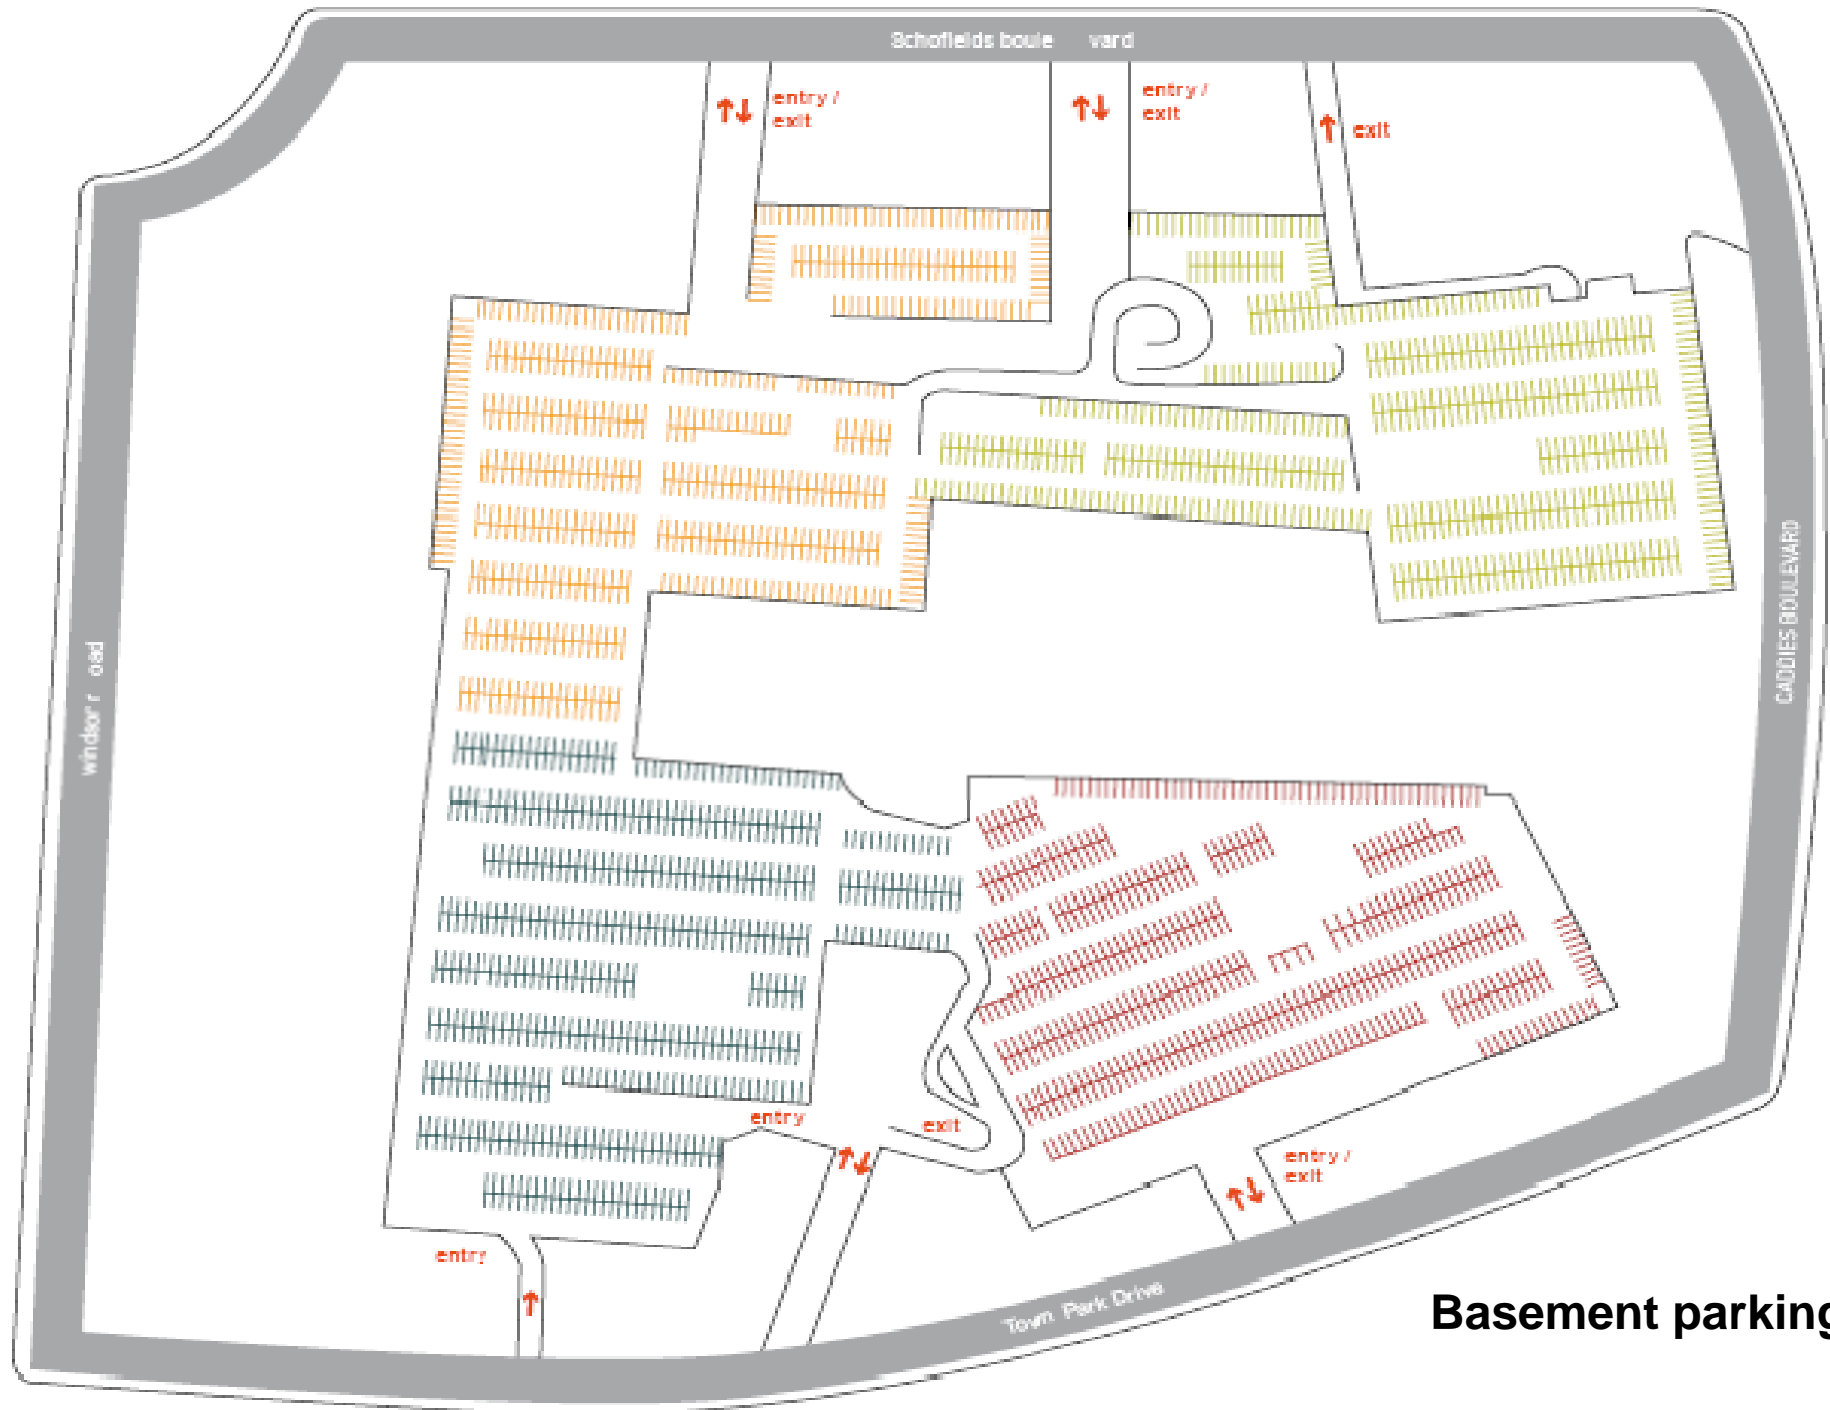 Schofields boule vard
entry /
exit
entry /
exit
exit
windsor r oad
CADDIES BOULEVARD
entry
exit
entry /
exit
entry
Town Park Drive
Basement parking